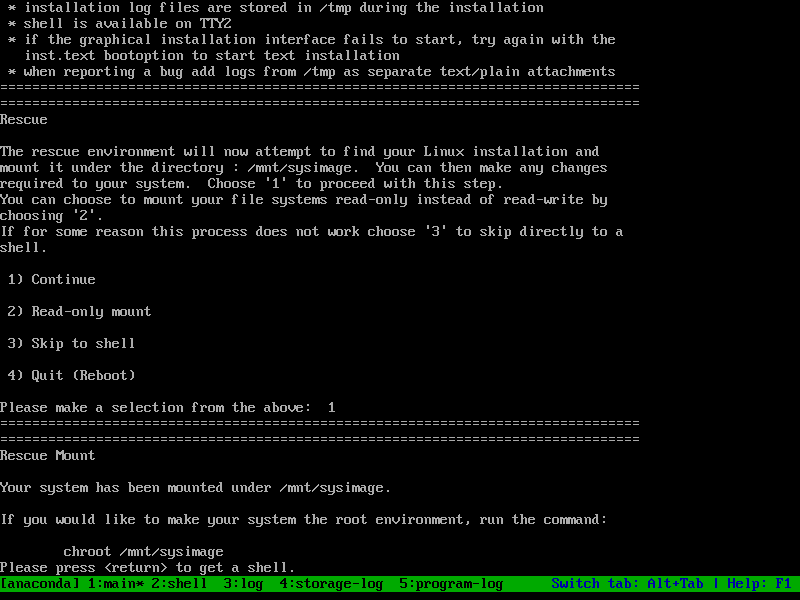 * installation log files are stored in /tmp during the installation
* shell is available on TTY2
* if the graphical installation interface fails to start, try again with the
inst.text bootoption to start text installation
* when reporting a bug add logs from /tmp as separate text/plain attachments
================================================================================
================================================================================
Rescue
The rescue environment will now attempt to find your Linux installation and
mount it under the directory : /mnt/sysimage.  You can then make any changes
required to your system.  Choose '1' to proceed with this step.
You can choose to mount your file systems read-only instead of read-write by
choosing '2'.
If for some reason this process does not work choose '3' to skip directly to a
shell.
1) Continue
2) Read-only mount
3) Skip to shell
4) Quit (Reboot)
Please make a selection from the above:  1
================================================================================
================================================================================
Rescue Mount
Your system has been mounted under /mnt/sysimage.
If you would like to make your system the root environment, run the command:
chroot /mnt/sysimage
Please press <return> to get a shell.
[anaconda] 1:main* 2:shell  3:log  4:storage-log  5:program-log      Switch tab: Alt+Tab | Help: F1